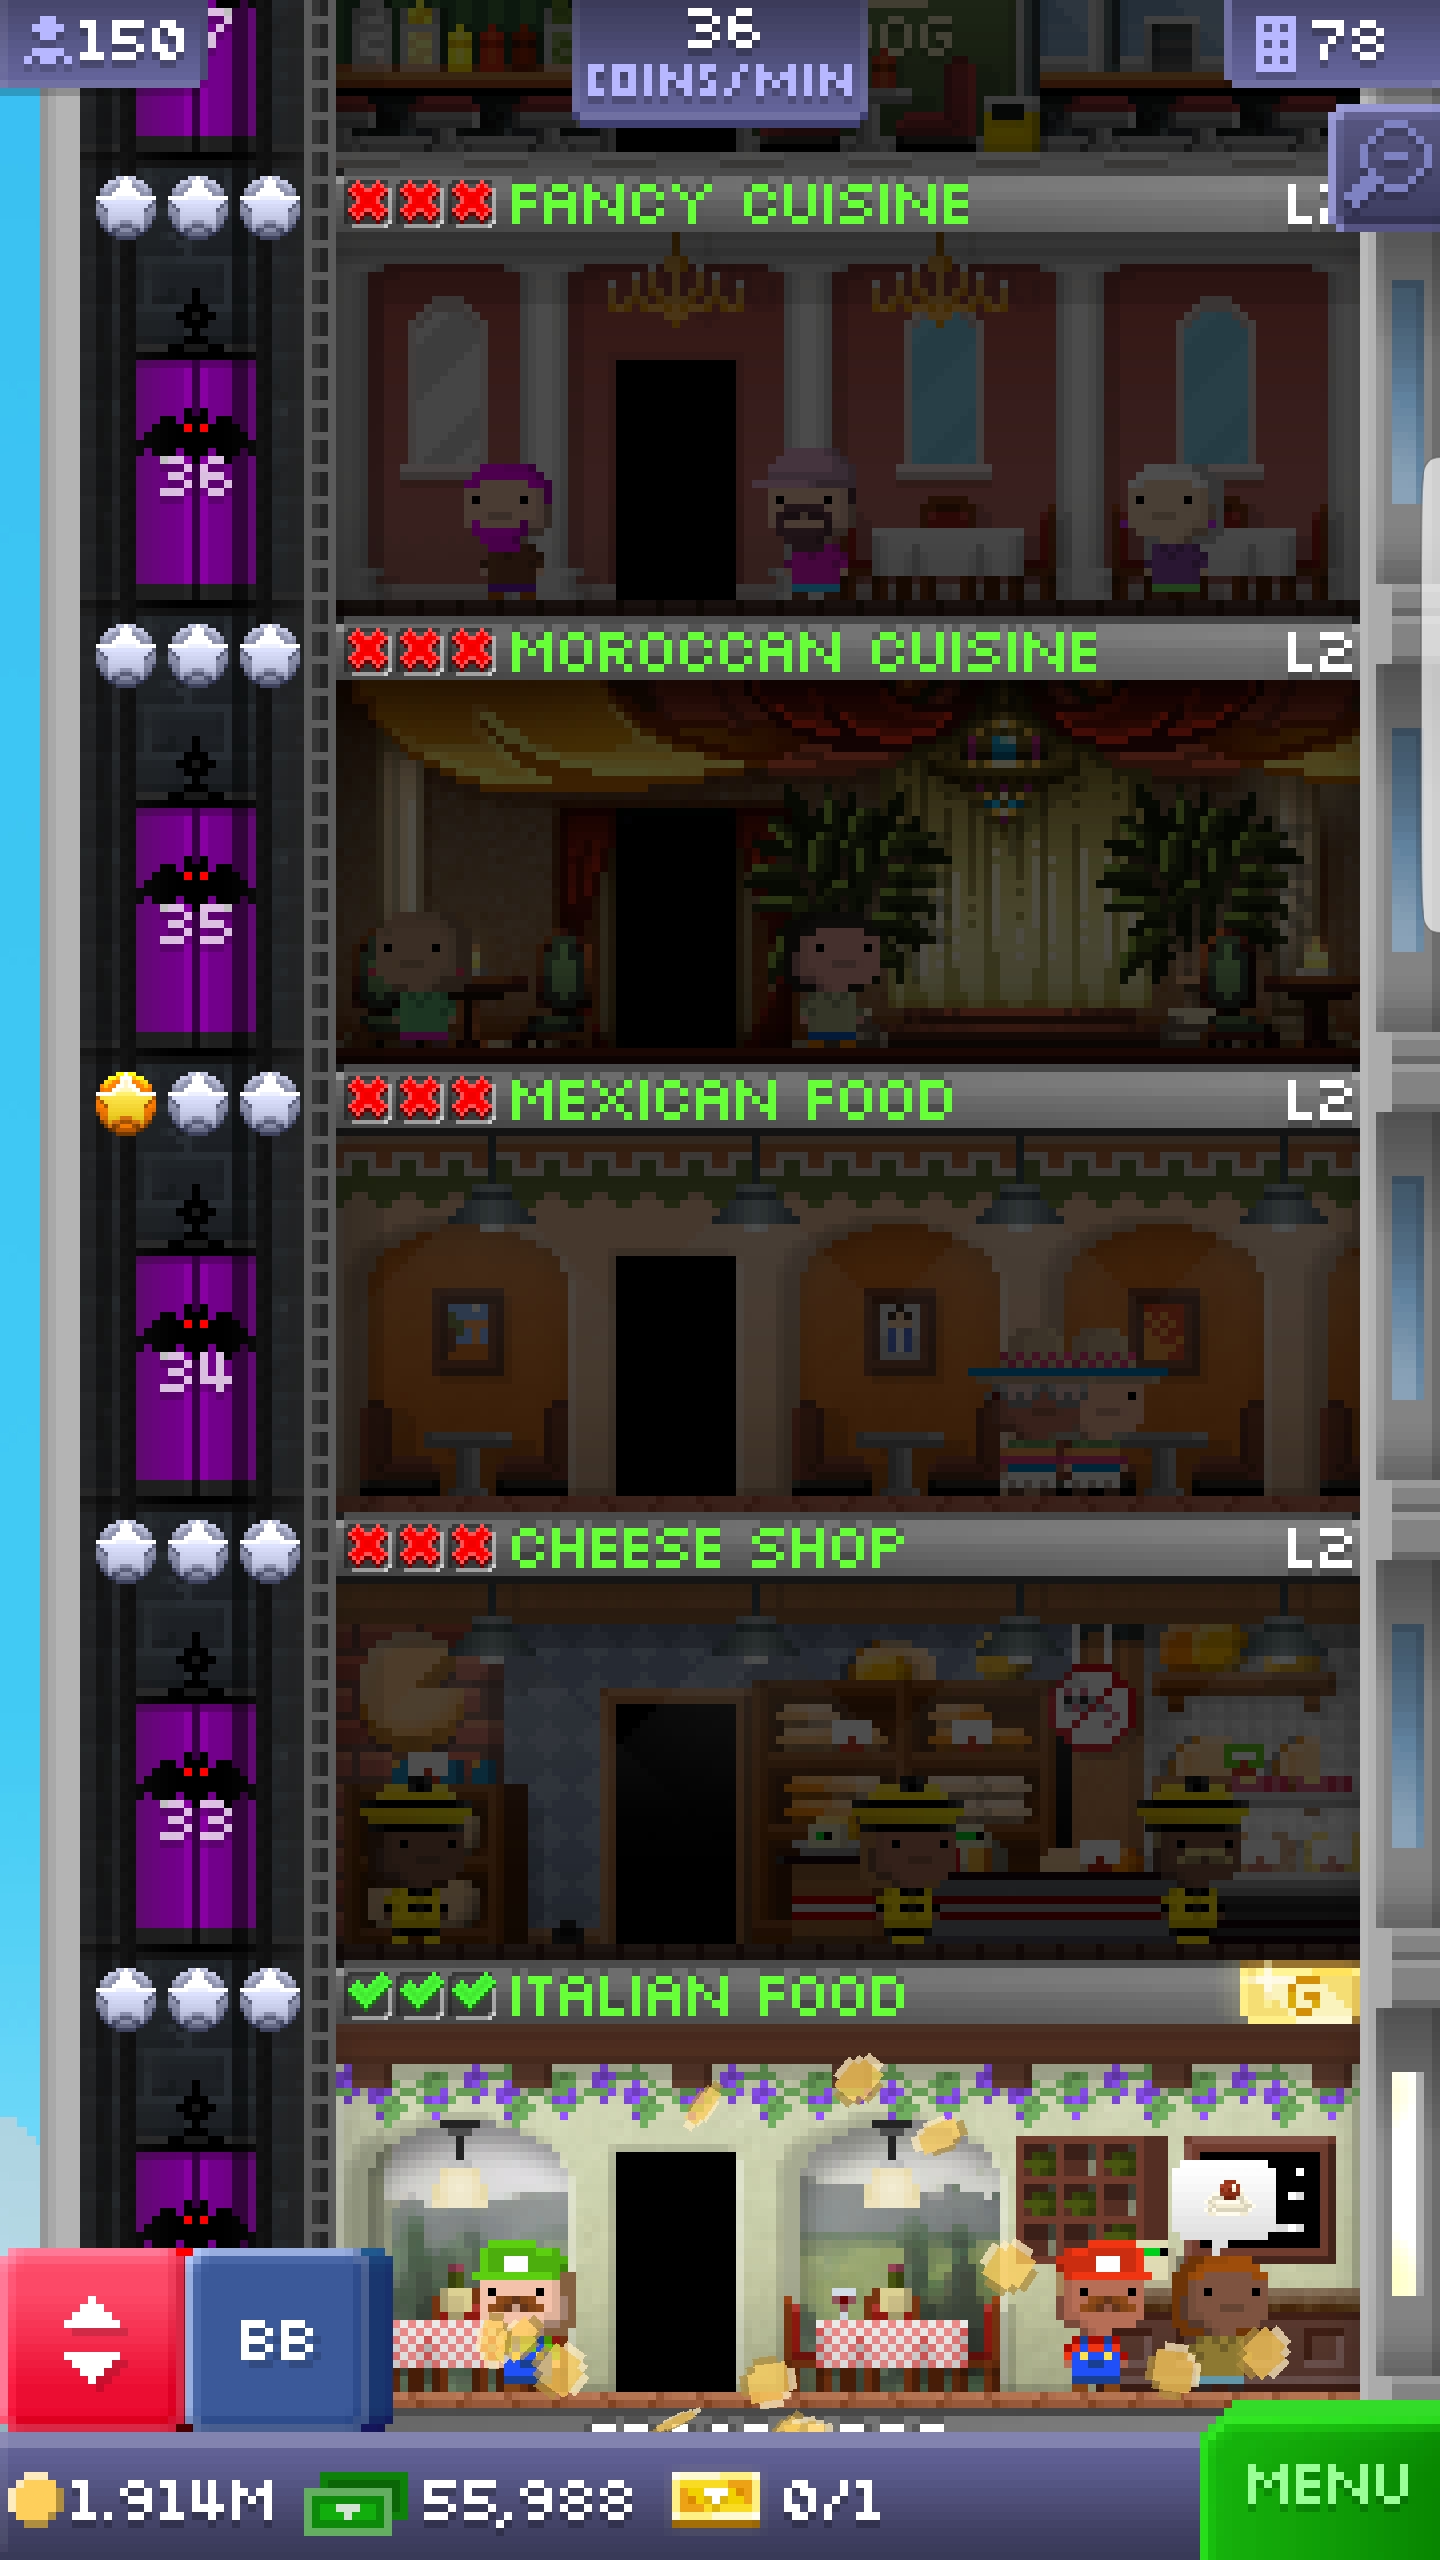 150
7
36
COINS/MIN
78
OG
FANCY CUISINE
36
MOROCCAN CUISINE L2
35
MEXICAN FOOD L2
34
CHEESE SHOP L2
33
ITALIAN FOOD G
BB
1.914M 55,988 0/1
MENU